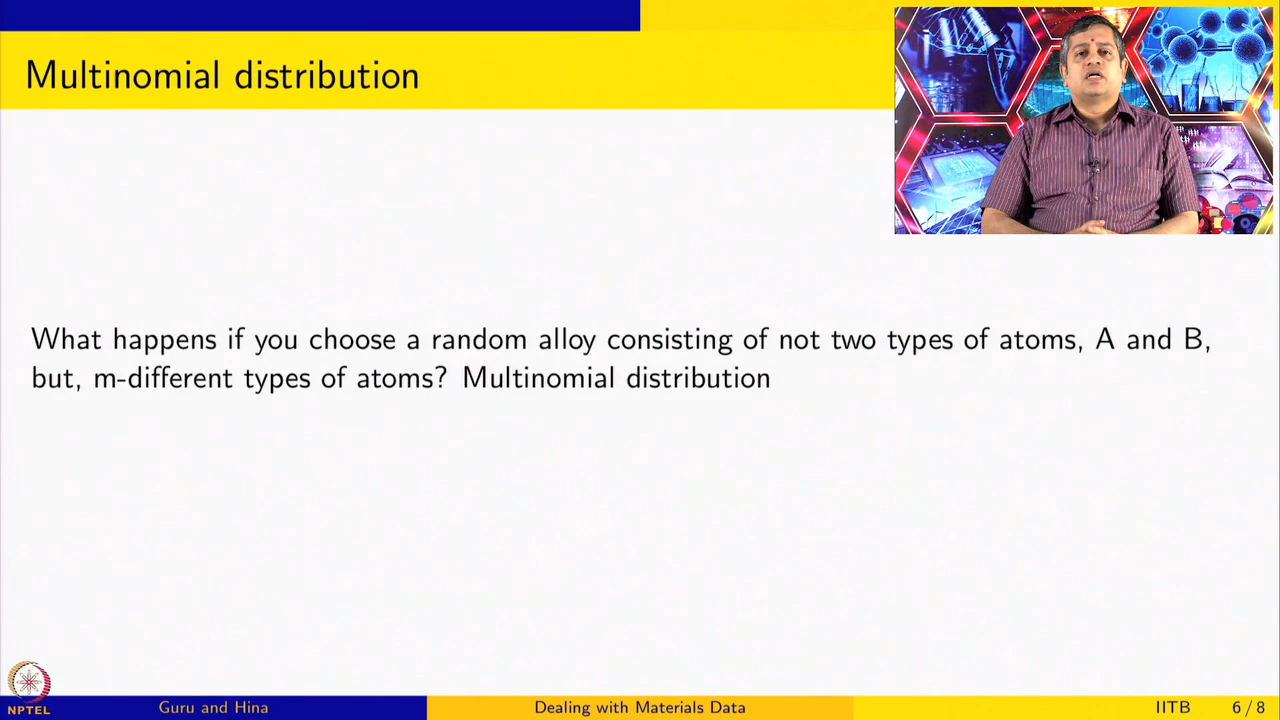 Multinomial distribution
What happens if you choose a random alloy consisting of not two types of atoms, A and B,
but, m-different types of atoms? Multinomial distribution
NPTEL
Guru and Hina
Dealing with Materials Data
IITB
6 / 8